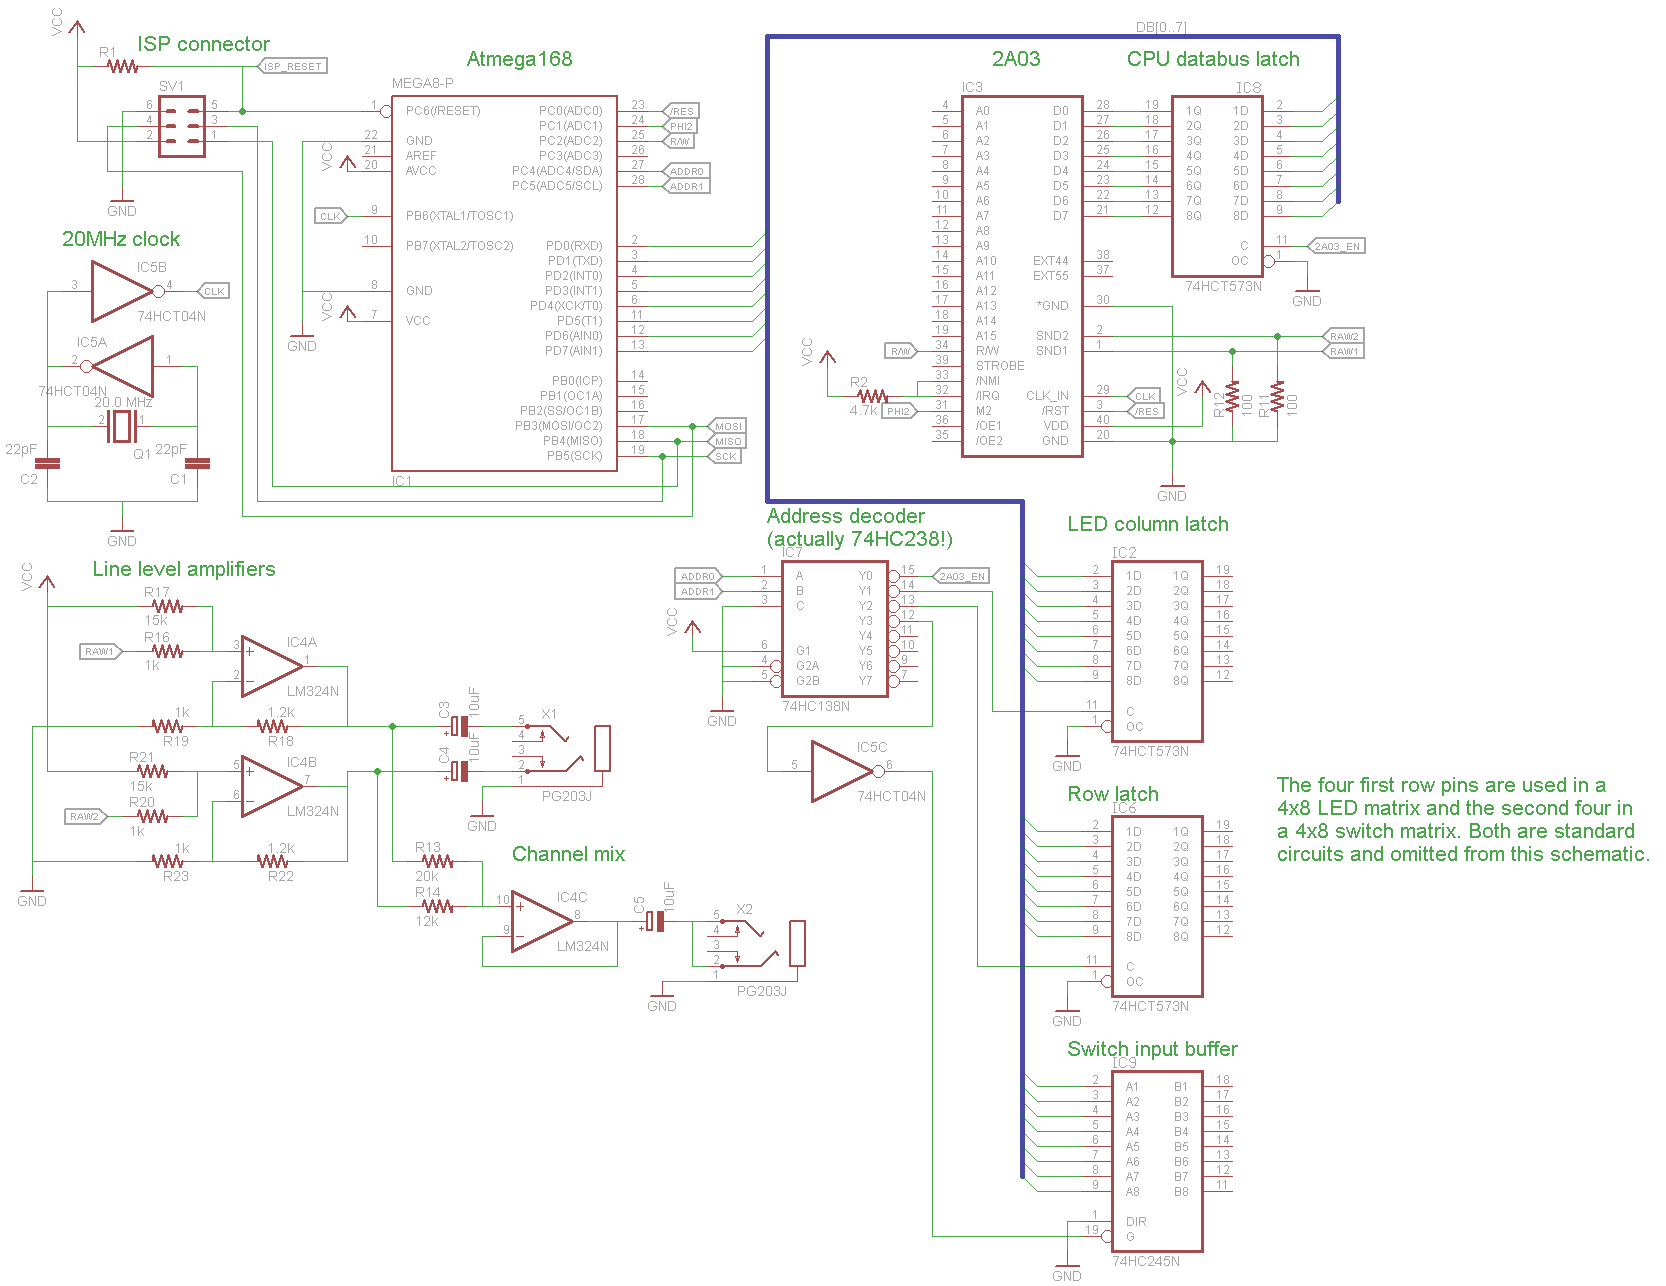 DB[0..7]
VCC
ISP connector
R1
ISP_RESET
SV1
6 5
4 3
2 1
GND
Atmega168
MEGA8-P
1 PC6(/RESET)
22 GND
21 AREF
VCC
20 AVCC
CLK
9 PB6(XTAL1/TOSC1)
10 PB7(XTAL2/TOSC2)
8 GND
VCC
7 VCC
GND
PC0(ADC0) 23 /RES
PC1(ADC1) 24 PHI2
PC2(ADC2) 25 R/W
PC3(ADC3) 26
PC4(ADC4/SDA) 27 ADDR0
PC5(ADC5/SCL) 28 ADDR1
PD0(RXD) 2
PD1(TXD) 3
PD2(INT0) 4
PD3(INT1) 5
PD4(XCK/T0) 6
PD5(T1) 11
PD6(AIN0) 12
PD7(AIN1) 13
PB0(ICP) 14
PB1(OC1A) 15
PB2(SS/OC1B) 16
PB3(MOSI/OC2) 17 MOSI
PB4(MISO) 18 MISO
PB5(SCK) 19 SCK
IC1
2A03
IC3
4 A0
5 A1
6 A2
7 A3
8 A4
9 A5
10 A6
11 A7
12 A8
13 A9
14 A10
15 A11
16 A12
17 A13
18 A14
19 A15
R/W 34 R/W
39 STROBE
33 /NMI
32 /IRQ
PHI2 31 M2
36 /OE1
35 /OE2
VCC
R2
4.7k
D0 28
D1 27
D2 26
D3 25
D4 24
D5 23
D6 22
D7 21
EXT44 38
EXT55 37
*GND 30
SND2 2 RAW2
SND1 1 RAW1
CLK_IN 29 CLK
/RST 3 /RES
VDD 40
GND 20
VCC
R12
100
R11
100
GND
CPU databus latch
IC8
19 1Q 1D 2
18 2Q 2D 3
17 3Q 3D 4
16 4Q 4D 5
15 5Q 5D 6
14 6Q 6D 7
13 7Q 7D 8
12 8Q 8D 9
C 11 2A03_EN
OC 1
74HCT573N
GND
20MHz clock
IC5B
3 4 CLK
74HCT04N
IC5A
2 1
74HCT04N
20.0 MHz
2 1
22pF Q1 22pF
C2 C1
GND
Line level amplifiers
VCC
R17
15k
RAW1
R16
1k
IC4A
3 +
2 -
1
LM324N
1k
R19
1.2k
R18
R21
15k
RAW2
R20
1k
IC4B
5 +
6 -
7
LM324N
1k
R23
1.2k
R22
GND
C3
+
10uF
C4
+
10uF
X1
5
4
3
2
1
PG203J
GND
Channel mix
R13
20k
R14
12k
IC4C
10 +
9 -
8
LM324N
C5
+
10uF
X2
5
4
3
2
1
PG203J
GND
Address decoder
(actually 74HC238!)
IC7
ADDR0 1 A
ADDR1 2 B
3 C
VCC
6 G1
4 G2A
5 G2B
GND
Y0 15 2A03_EN
Y1 14
Y2 13
Y3 12
Y4 11
Y5 10
Y6 9
Y7 7
74HC138N
IC5C
5 6
74HCT04N
LED column latch
IC2
2 1D 1Q 19
3 2D 2Q 18
4 3D 3Q 17
5 4D 4Q 16
6 5D 5Q 15
7 6D 6Q 14
8 7D 7Q 13
9 8D 8Q 12
11 C
1 OC
74HCT573N
GND
Row latch
IC6
2 1D 1Q 19
3 2D 2Q 18
4 3D 3Q 17
5 4D 4Q 16
6 5D 5Q 15
7 6D 6Q 14
8 7D 7Q 13
9 8D 8Q 12
11 C
1 OC
74HCT573N
GND
The four first row pins are used in a
4x8 LED matrix and the second four in
a 4x8 switch matrix. Both are standard
circuits and omitted from this schematic.
Switch input buffer
IC9
2 A1 B1 18
3 A2 B2 17
4 A3 B3 16
5 A4 B4 15
6 A5 B5 14
7 A6 B6 13
8 A7 B7 12
9 A8 B8 11
1 DIR
19 G
74HC245N
GND